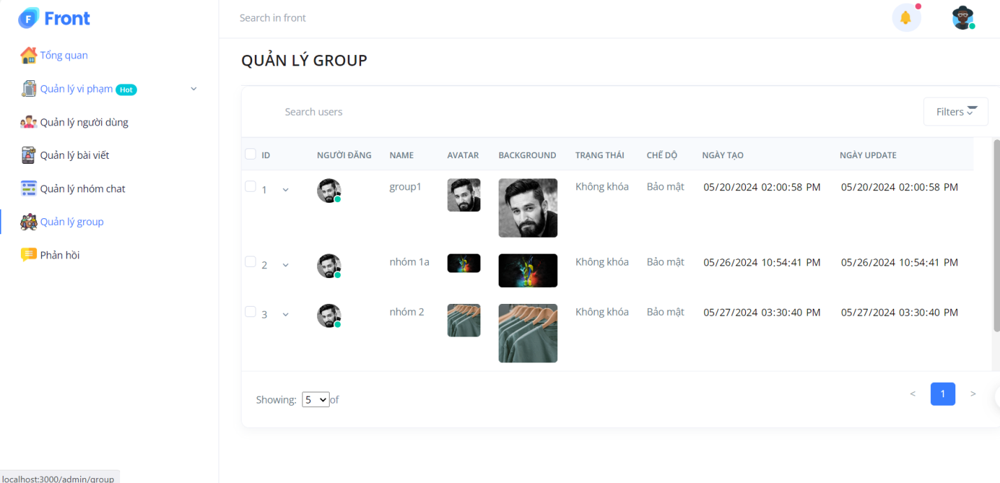 F Front
Search in front
Tổng quan
Quản lý vi phạm Hot
Quản lý người dùng
Quản lý bài viết
Quản lý nhóm chat
Quản lý group
Phản hồi
QUẢN LÝ GROUP
Search users
Filters
ID NGƯỜI ĐĂNG NAME AVATAR BACKGROUND TRẠNG THÁI CHẾ ĐỘ NGÀY TẠO NGÀY UPDATE
1 group1 Không khóa Bảo mật 05/20/2024 02:00:58 PM 05/20/2024 02:00:58 PM
2 nhóm 1a Không khóa Bảo mật 05/26/2024 10:54:41 PM 05/26/2024 10:54:41 PM
3 nhóm 2 Không khóa Bảo mật 05/27/2024 03:30:40 PM 05/27/2024 03:30:40 PM
Showing: 5 of
< 1 >
localhost:3000/admin/group